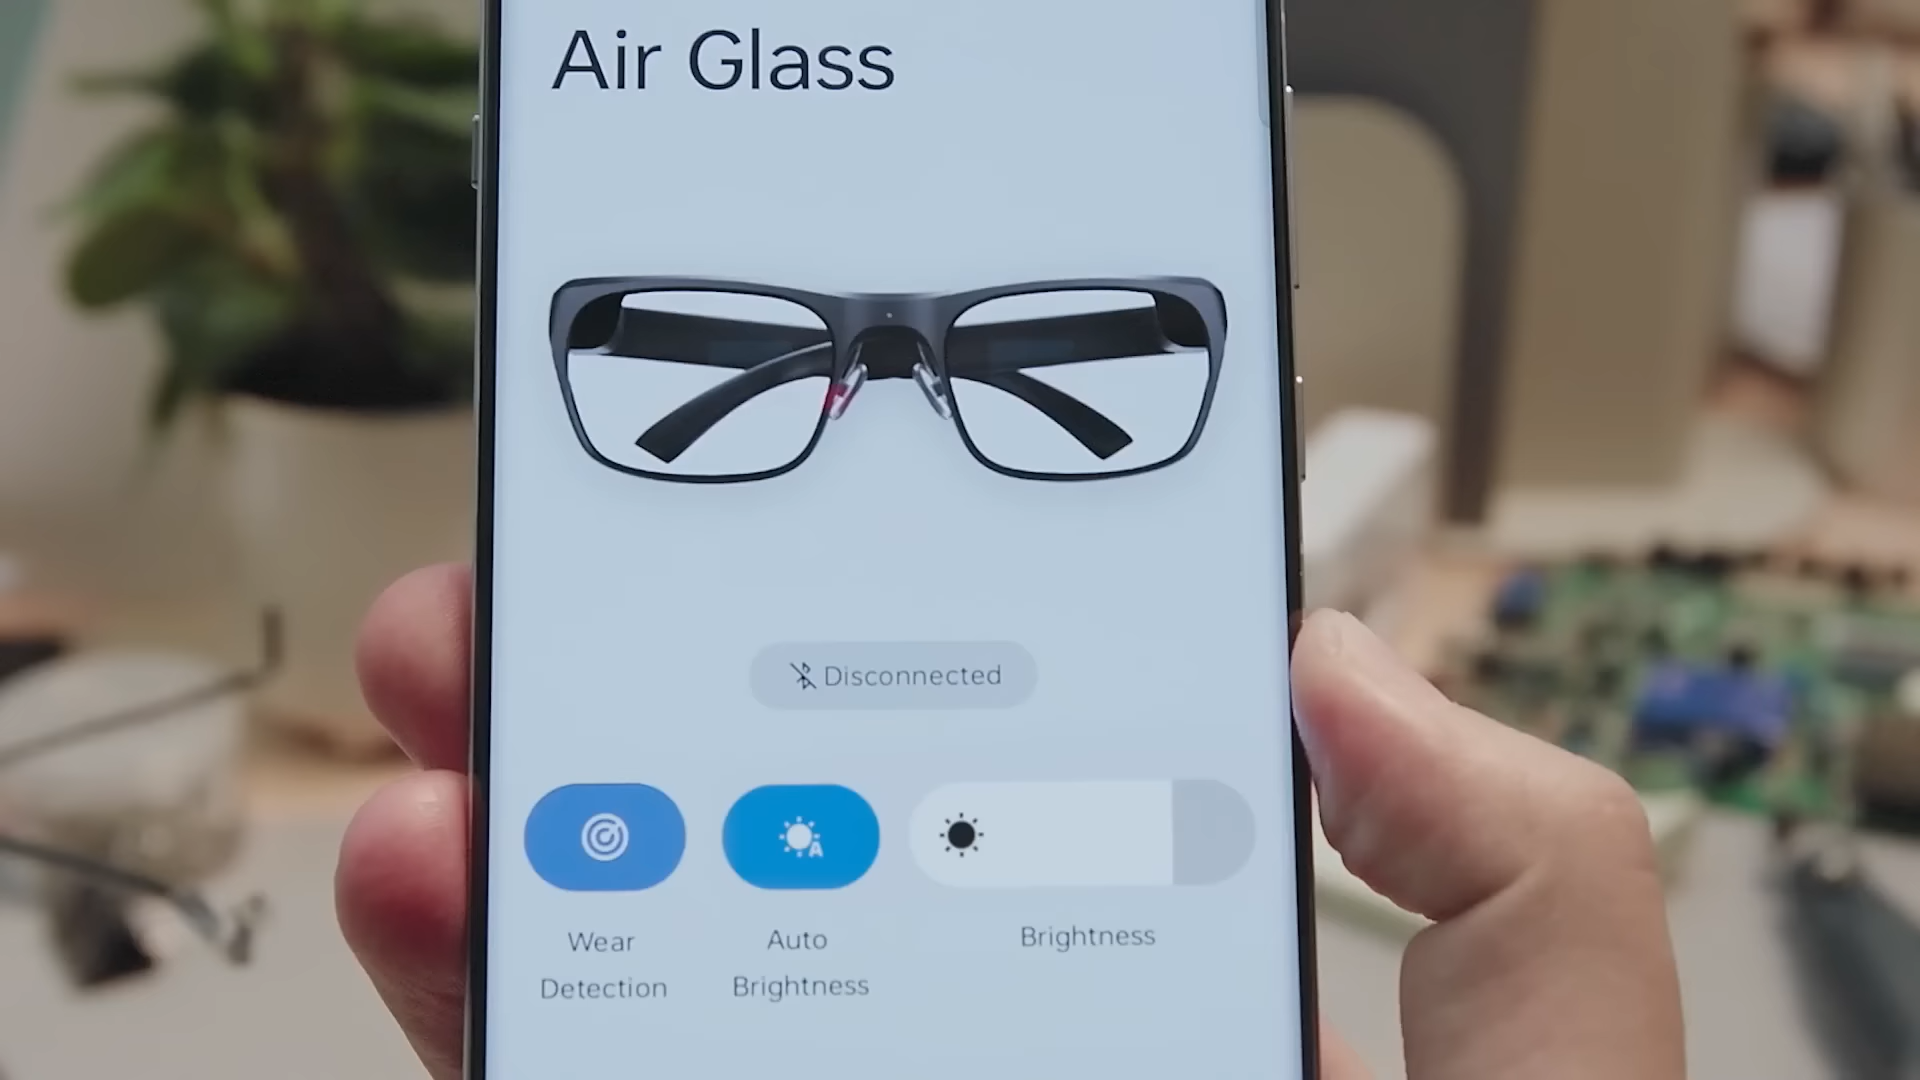 Air Glass
Disconnected
Wear
Detection
Auto
Brightness
Brightness